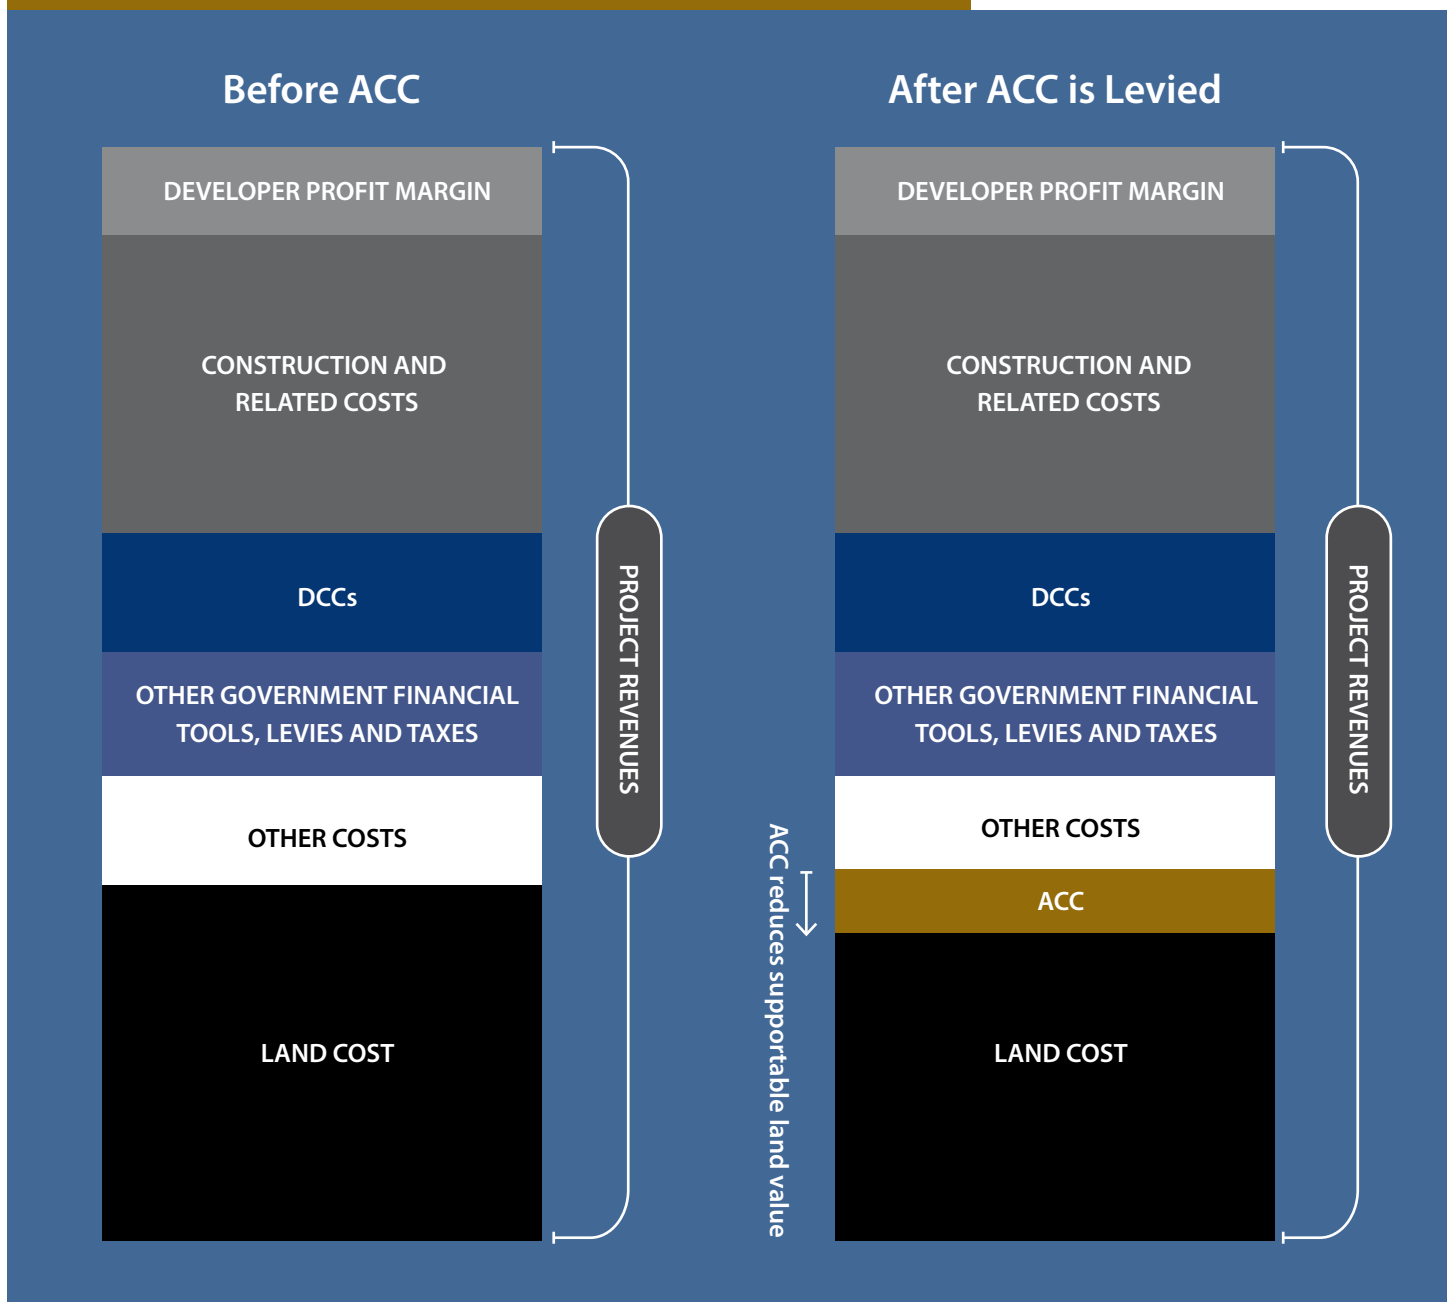 Before ACC
DEVELOPER PROFIT MARGIN
CONSTRUCTION AND
RELATED COSTS
DCCs
OTHER GOVERNMENT FINANCIAL
TOOLS, LEVIES AND TAXES
OTHER COSTS
LAND COST
PROJECT REVENUES
After ACC is Levied
DEVELOPER PROFIT MARGIN
CONSTRUCTION AND
RELATED COSTS
DCCs
OTHER GOVERNMENT FINANCIAL
TOOLS, LEVIES AND TAXES
OTHER COSTS
ACC
LAND COST
ACC reduces supportable land value
PROJECT REVENUES